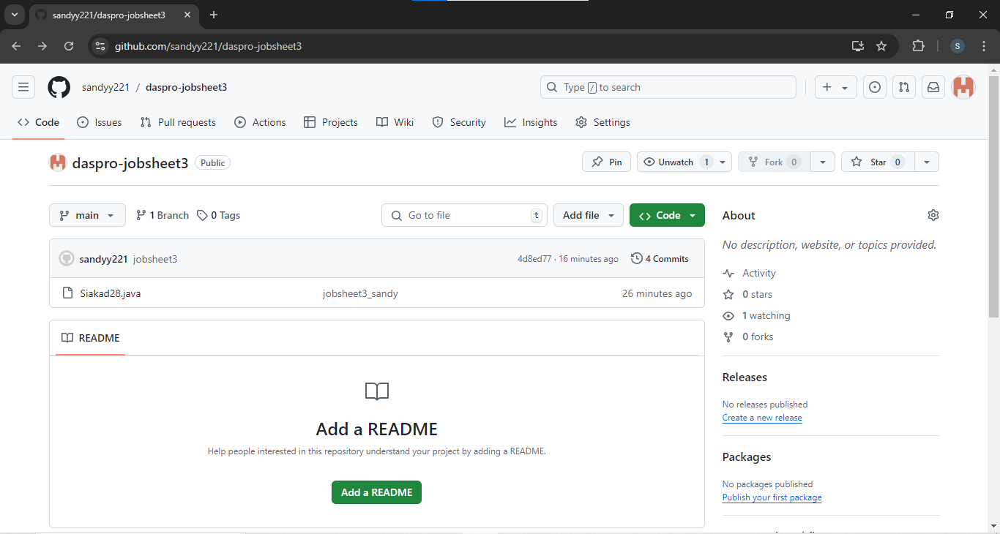 sandyy221/daspro-jobsheet3
github.com/sandyy221/daspro-jobsheet3
S
sandyy221 / daspro-jobsheet3
Type / to search
Code Issues Pull requests Actions Projects Wiki Security Insights Settings
daspro-jobsheet3 Public
Pin Unwatch 1 Fork 0 Star 0
main 1 Branch 0 Tags Go to file t Add file Code
sandyy221 jobsheet3 4d8ed77 · 16 minutes ago 4 Commits
Siakad28.java jobsheet3_sandy 26 minutes ago
README
Add a README
Help people interested in this repository understand your project by adding a README.
Add a README
About
No description, website, or topics provided.
Activity
0 stars
1 watching
0 forks
Releases
No releases published
Create a new release
Packages
No packages published
Publish your first package